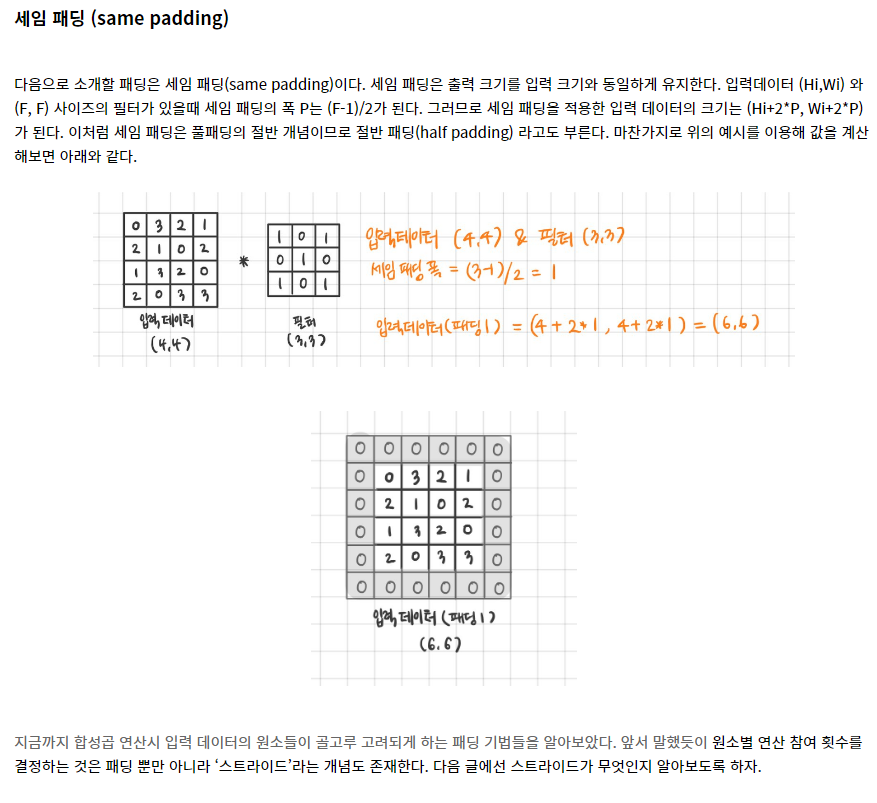 세임 패딩 (same padding)
다음으로 소개할 패딩은 세임 패딩(same padding)이다. 세임 패딩은 출력 크기를 입력 크기와 동일하게 유지한다. 입력데이터 (Hi,Wi) 와
(F, F) 사이즈의 필터가 있을때 세임 패딩의 폭 P는 (F-1)/2가 된다. 그러므로 세임 패딩을 적용한 입력 데이터의 크기는 (Hi+2*P, Wi+2*P)
가 된다. 이처럼 세임 패딩은 풀패딩의 절반 개념이므로 절반 패딩(half padding) 라고도 부른다. 마찬가지로 위의 예시를 이용해 값을 계산
해보면 아래와 같다.
0 3 2 1
2 1 0 2
1 3 2 0
2 0 3 3
입력데이터
(4,4)
*
1 0 1
0 1 0
1 0 1
필터
(3,3)
입력데이터 (4,4) & 필터 (3,3)
세임 패딩 폭 = (3-1)/2 = 1
입력데이터(패딩1) = (4+2*1, 4+2*1) = (6,6)
0 0 0 0 0 0
0 0 3 2 1 0
0 2 1 0 2 0
0 1 3 2 0 0
0 2 0 3 3 0
0 0 0 0 0 0
입력데이터(패딩1)
(6.6)
지금까지 합성곱 연산시 입력 데이터의 원소들이 골고루 고려되게 하는 패딩 기법들을 알아보았다. 앞서 말했듯이 원소별 연산 참여 횟수를
결정하는 것은 패딩 뿐만 아니라 ‘스트라이드’라는 개념도 존재한다. 다음 글에선 스트라이드가 무엇인지 알아보도록 하자.